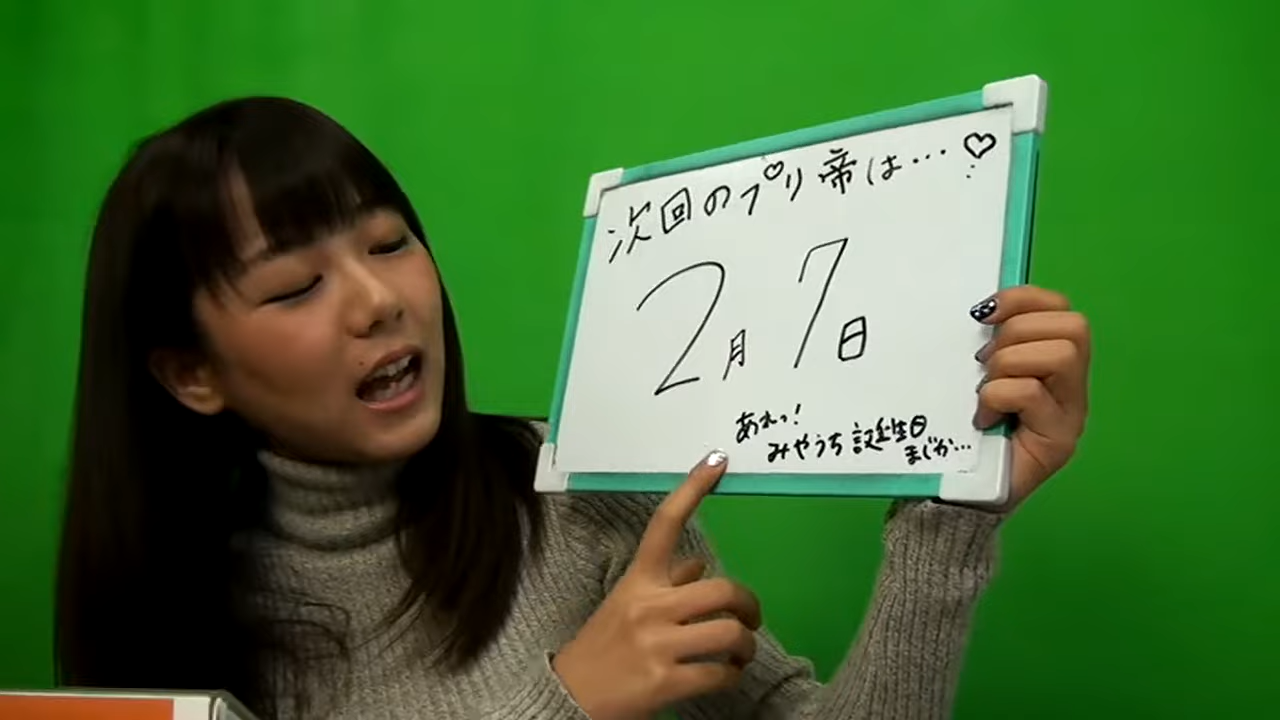 次回のプリ帝は…♡
2月7日
あれっ!
みやうち誕生日
まじか…